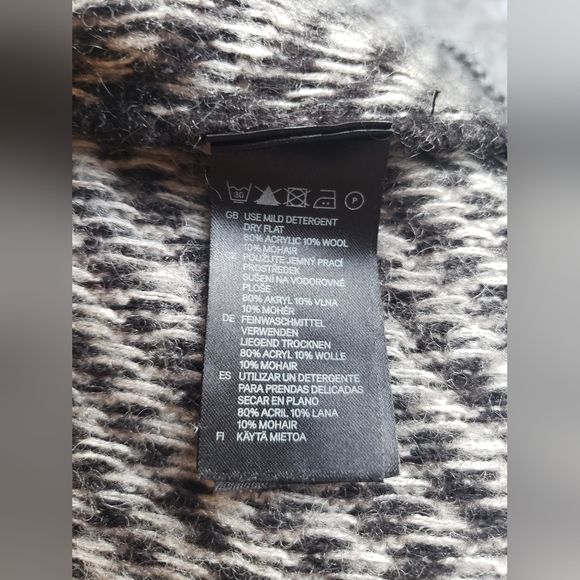 30 P
GB USE MILD DETERGENT
DRY FLAT
80% ACRYLIC 10% WOOL
10% MOHAIR
CZ POUŽIJTE JEMNÝ PRACÍ
PROSTŘEDEK
SUŠENÍ NA VODOROVNÉ
PLOŠE
80% AKRYL 10% VLNA
10% MOHÉR
DE FEINWASCHMITTEL
VERWENDEN
LIEGEND TROCKNEN
80% ACRYL 10% WOLLE
10% MOHAIR
ES UTILIZAR UN DETERGENTE
PARA PRENDAS DELICADAS
SECAR EN PLANO
80% ACRIL 10% LANA
10% MOHAIR
FI KÄYTÄ MIETOA